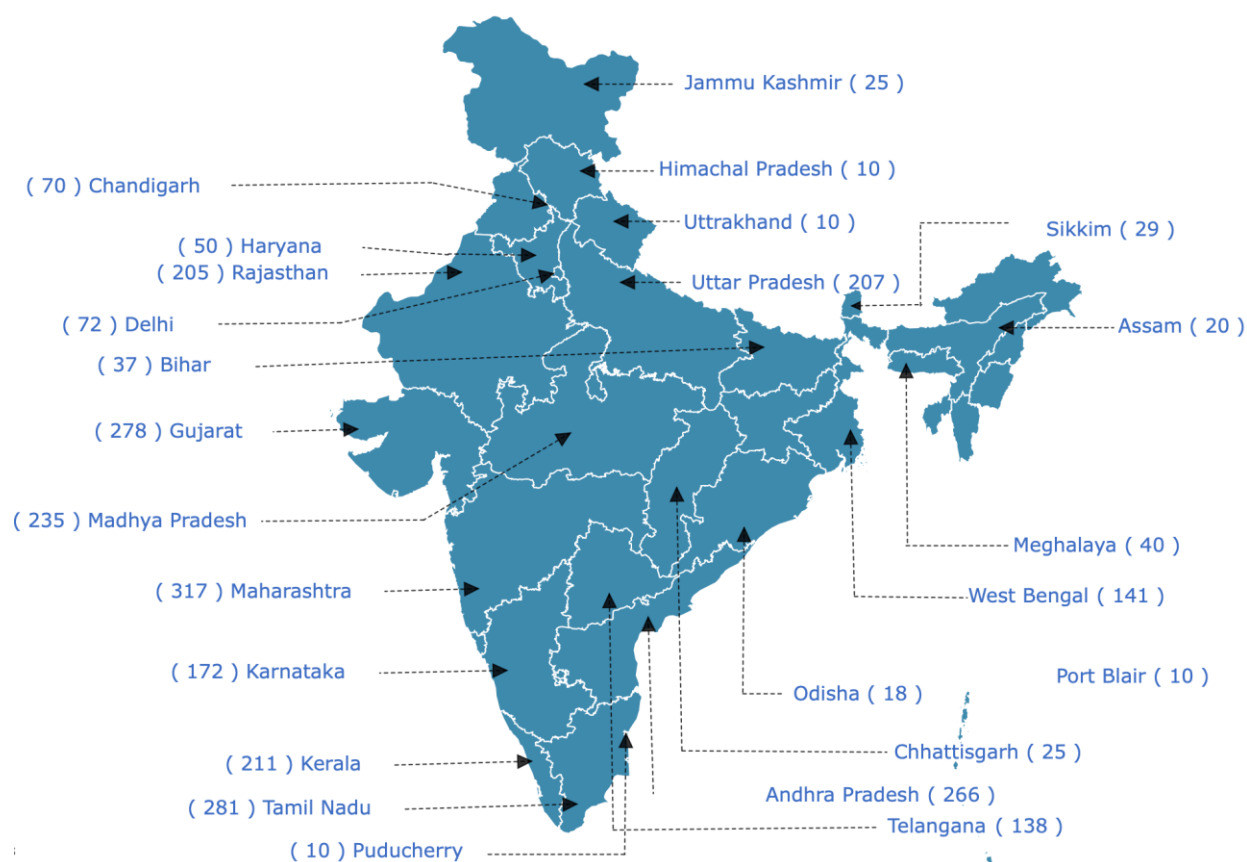 Jammu Kashmir ( 25 )
Himachal Pradesh ( 10 )
( 70 ) Chandigarh
Uttrakhand ( 10 )
Sikkim ( 29 )
( 50 ) Haryana
( 205 ) Rajasthan
Uttar Pradesh ( 207 )
( 72 ) Delhi
Assam ( 20 )
( 37 ) Bihar
( 278 ) Gujarat
( 235 ) Madhya Pradesh
Meghalaya ( 40 )
( 317 ) Maharashtra
West Bengal ( 141 )
( 172 ) Karnataka
Port Blair ( 10 )
Odisha ( 18 )
Chhattisgarh ( 25 )
( 211 ) Kerala
Andhra Pradesh ( 266 )
( 281 ) Tamil Nadu
Telangana ( 138 )
( 10 ) Puducherry